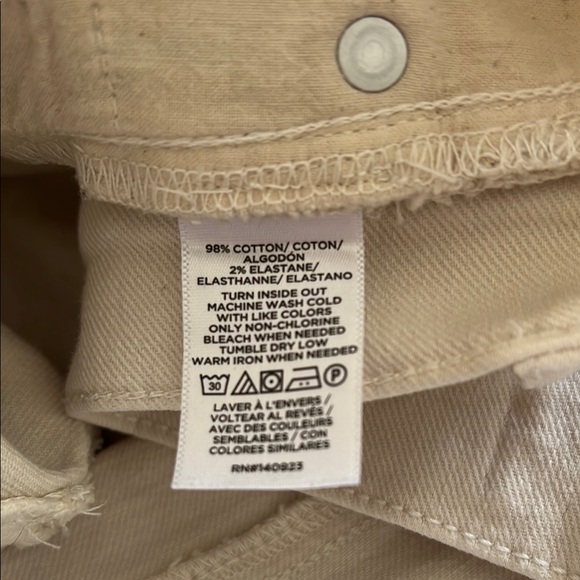 98% COTTON/ COTON/
ALGODÓN
2% ELASTANE/
ELASTHANNE/ ELASTANO
TURN INSIDE OUT
MACHINE WASH COLD
WITH LIKE COLORS
ONLY NON-CHLORINE
BLEACH WHEN NEEDED
TUMBLE DRY LOW
WARM IRON WHEN NEEDED
30 P
LAVER À L'ENVERS/
VOLTEAR AL REVÉS/
AVEC DES COULEURS
SEMBLABLES / CON
COLORES SIMILARES
RN#140923